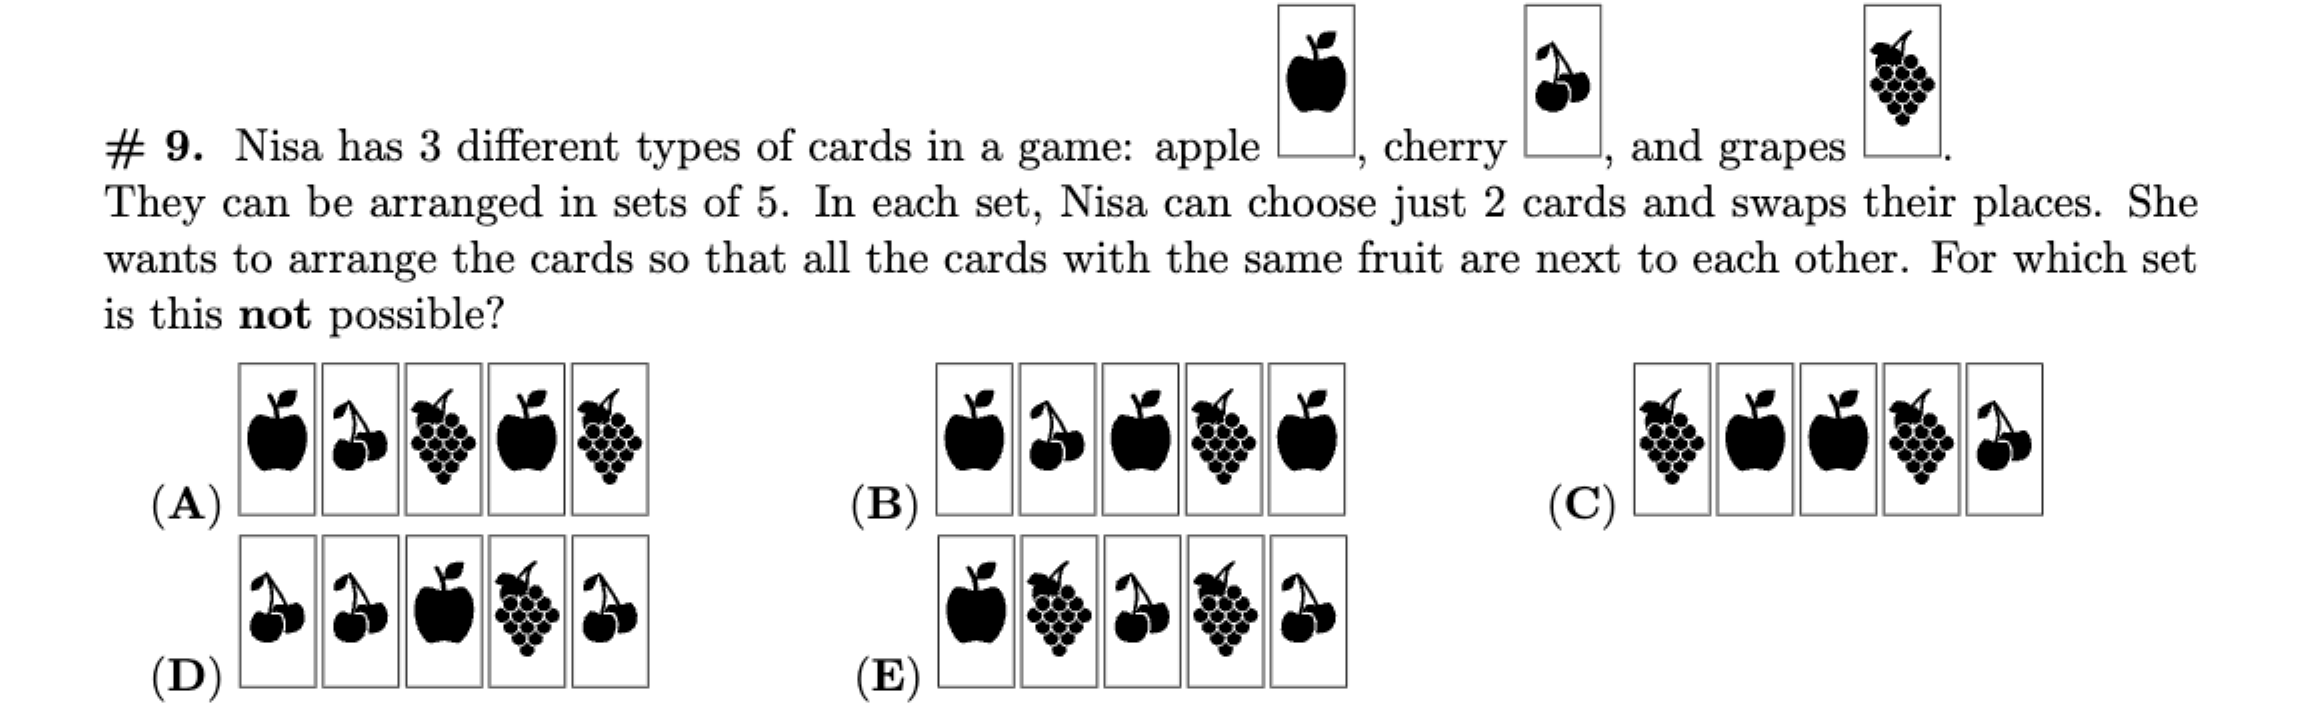 # 9. Nisa has 3 different types of cards in a game: apple , cherry , and grapes .
They can be arranged in sets of 5. In each set, Nisa can choose just 2 cards and swaps their places. She
wants to arrange the cards so that all the cards with the same fruit are next to each other. For which set
is this not possible?
(A) (B) (C)
(D) (E)